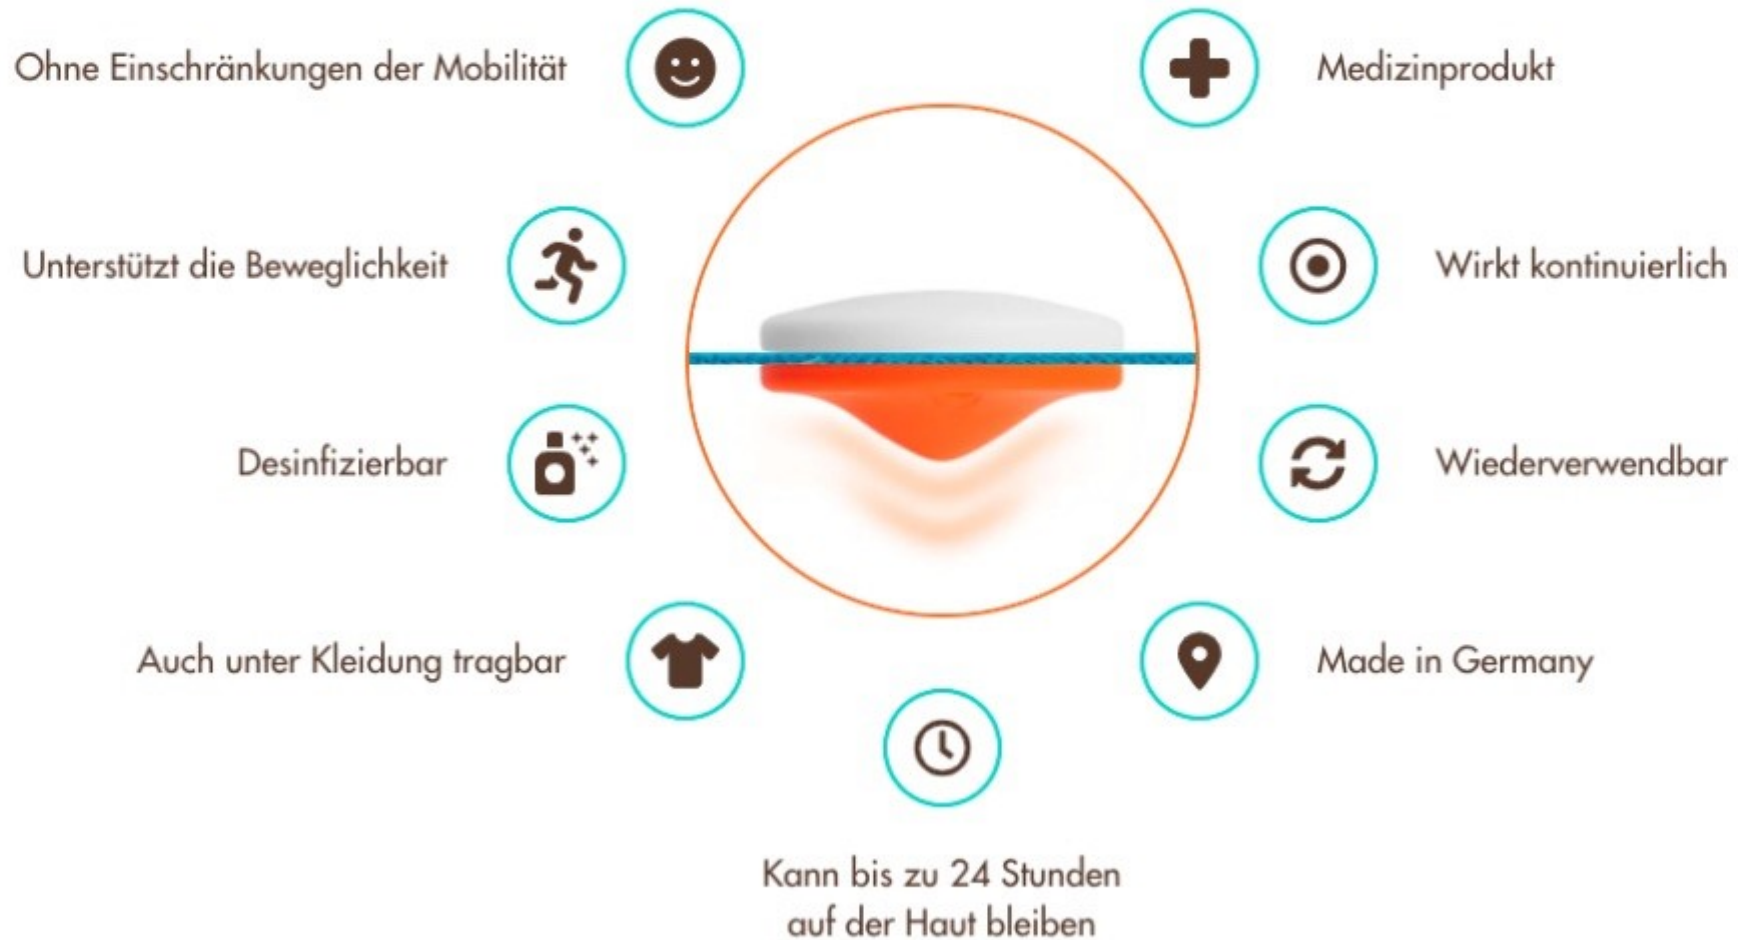 Ohne Einschränkungen der Mobilität
Medizinprodukt
Unterstützt die Beweglichkeit
Wirkt kontinuierlich
Desinfizierbar
Wiederverwendbar
Auch unter Kleidung tragbar
Made in Germany
Kann bis zu 24 Stunden
auf der Haut bleiben